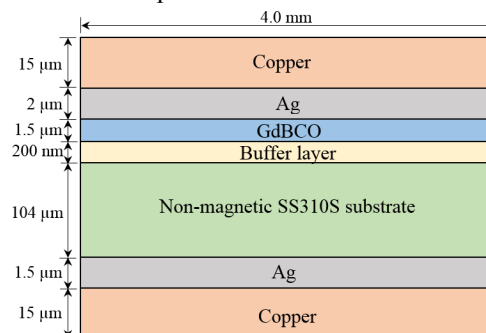 4.0 mm
15 μm
Copper
2 μm
Ag
1.5 μm
GdBCO
200 nm
Buffer layer
104 μm
Non-magnetic SS310S substrate
1.5 μm
Ag
15 μm
Copper